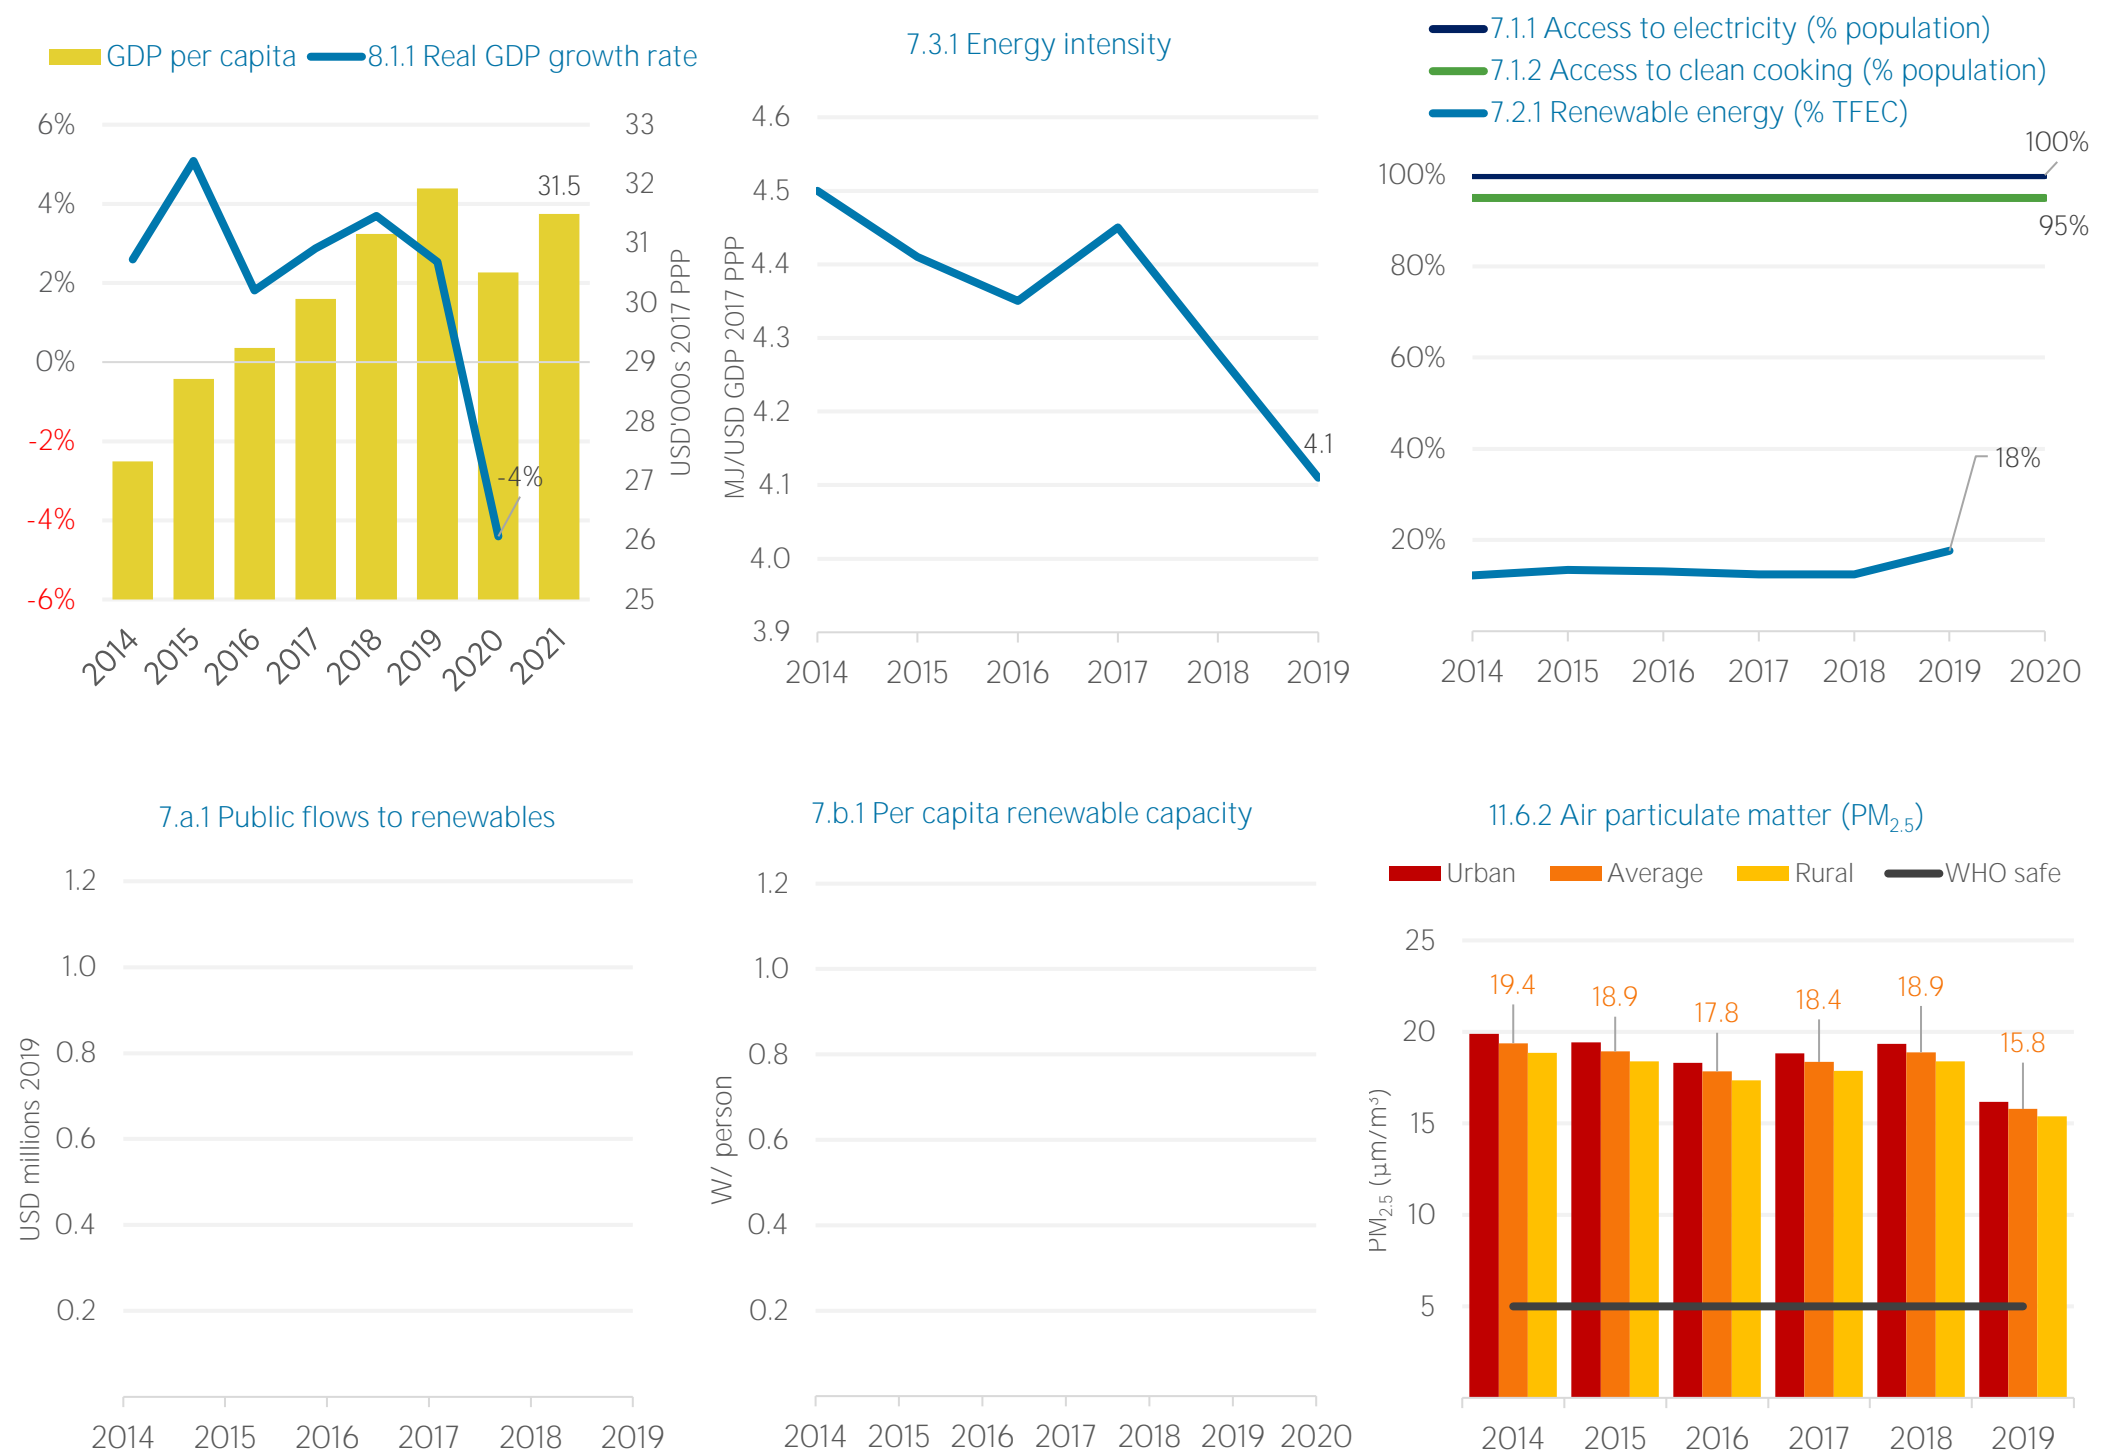 GDP per capita 8.1.1 Real GDP growth rate
6%
4%
2%
0%
-2%
-4%
-6%
33
32
31
30
29
28
27
26
25
USD'000s 2017 PPP
31.5
-4%
2014 2015 2016 2017 2018 2019 2020 2021
7.3.1 Energy intensity
MJ/USD GDP 2017 PPP
4.6
4.5
4.4
4.3
4.2
4.1
4.0
3.9
4.1
2014 2015 2016 2017 2018 2019
7.1.1 Access to electricity (% population)
7.1.2 Access to clean cooking (% population)
7.2.1 Renewable energy (% TFEC)
100%
80%
60%
40%
20%
100%
95%
18%
2014 2015 2016 2017 2018 2019 2020
7.a.1 Public flows to renewables
USD millions 2019
1.2
1.0
0.8
0.6
0.4
0.2
2014 2015 2016 2017 2018 2019
7.b.1 Per capita renewable capacity
W/ person
1.2
1.0
0.8
0.6
0.4
0.2
2014 2015 2016 2017 2018 2019 2020
11.6.2 Air particulate matter (PM2.5)
Urban Average Rural WHO safe
PM2.5 (µm/m³)
25
20
15
10
5
19.4
18.9
17.8
18.4
18.9
15.8
2014 2015 2016 2017 2018 2019